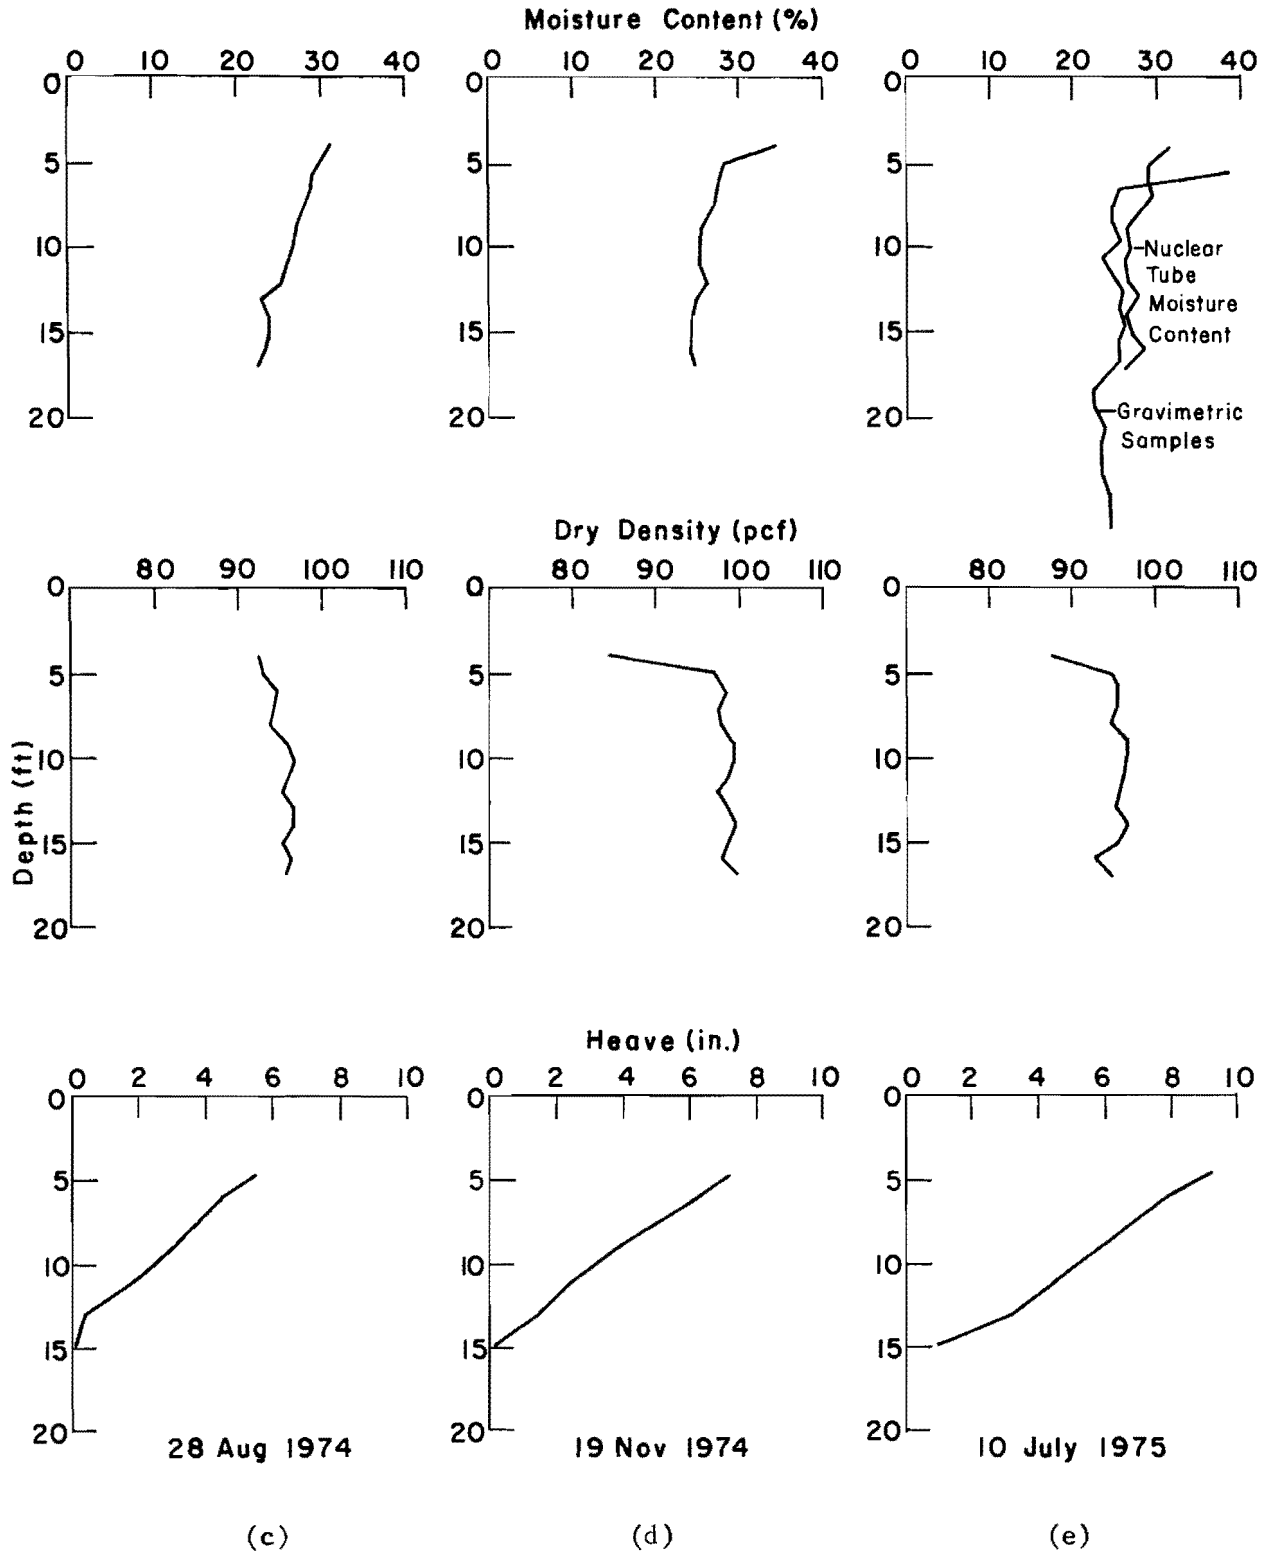 Moisture Content (%)
0 10 20 30 40 0 10 20 30 40 0 10 20 30 40
0 0 0
5 5 5
10 10 10
15 15 15
20 20 20
Nuclear
Tube
Moisture
Content
Gravimetric
Samples
Dry Density (pcf)
80 90 100 110 80 90 100 110 80 90 100 110
Depth (ft)
0 0 0
5 5 5
10 10 10
15 15 15
20 20 20
Heave (in.)
0 2 4 6 8 10 0 2 4 6 8 10 0 2 4 6 8 10
0 0 0
5 5 5
10 10 10
15 15 15
20 20 20
28 Aug 1974 19 Nov 1974 10 July 1975
(c) (d) (e)